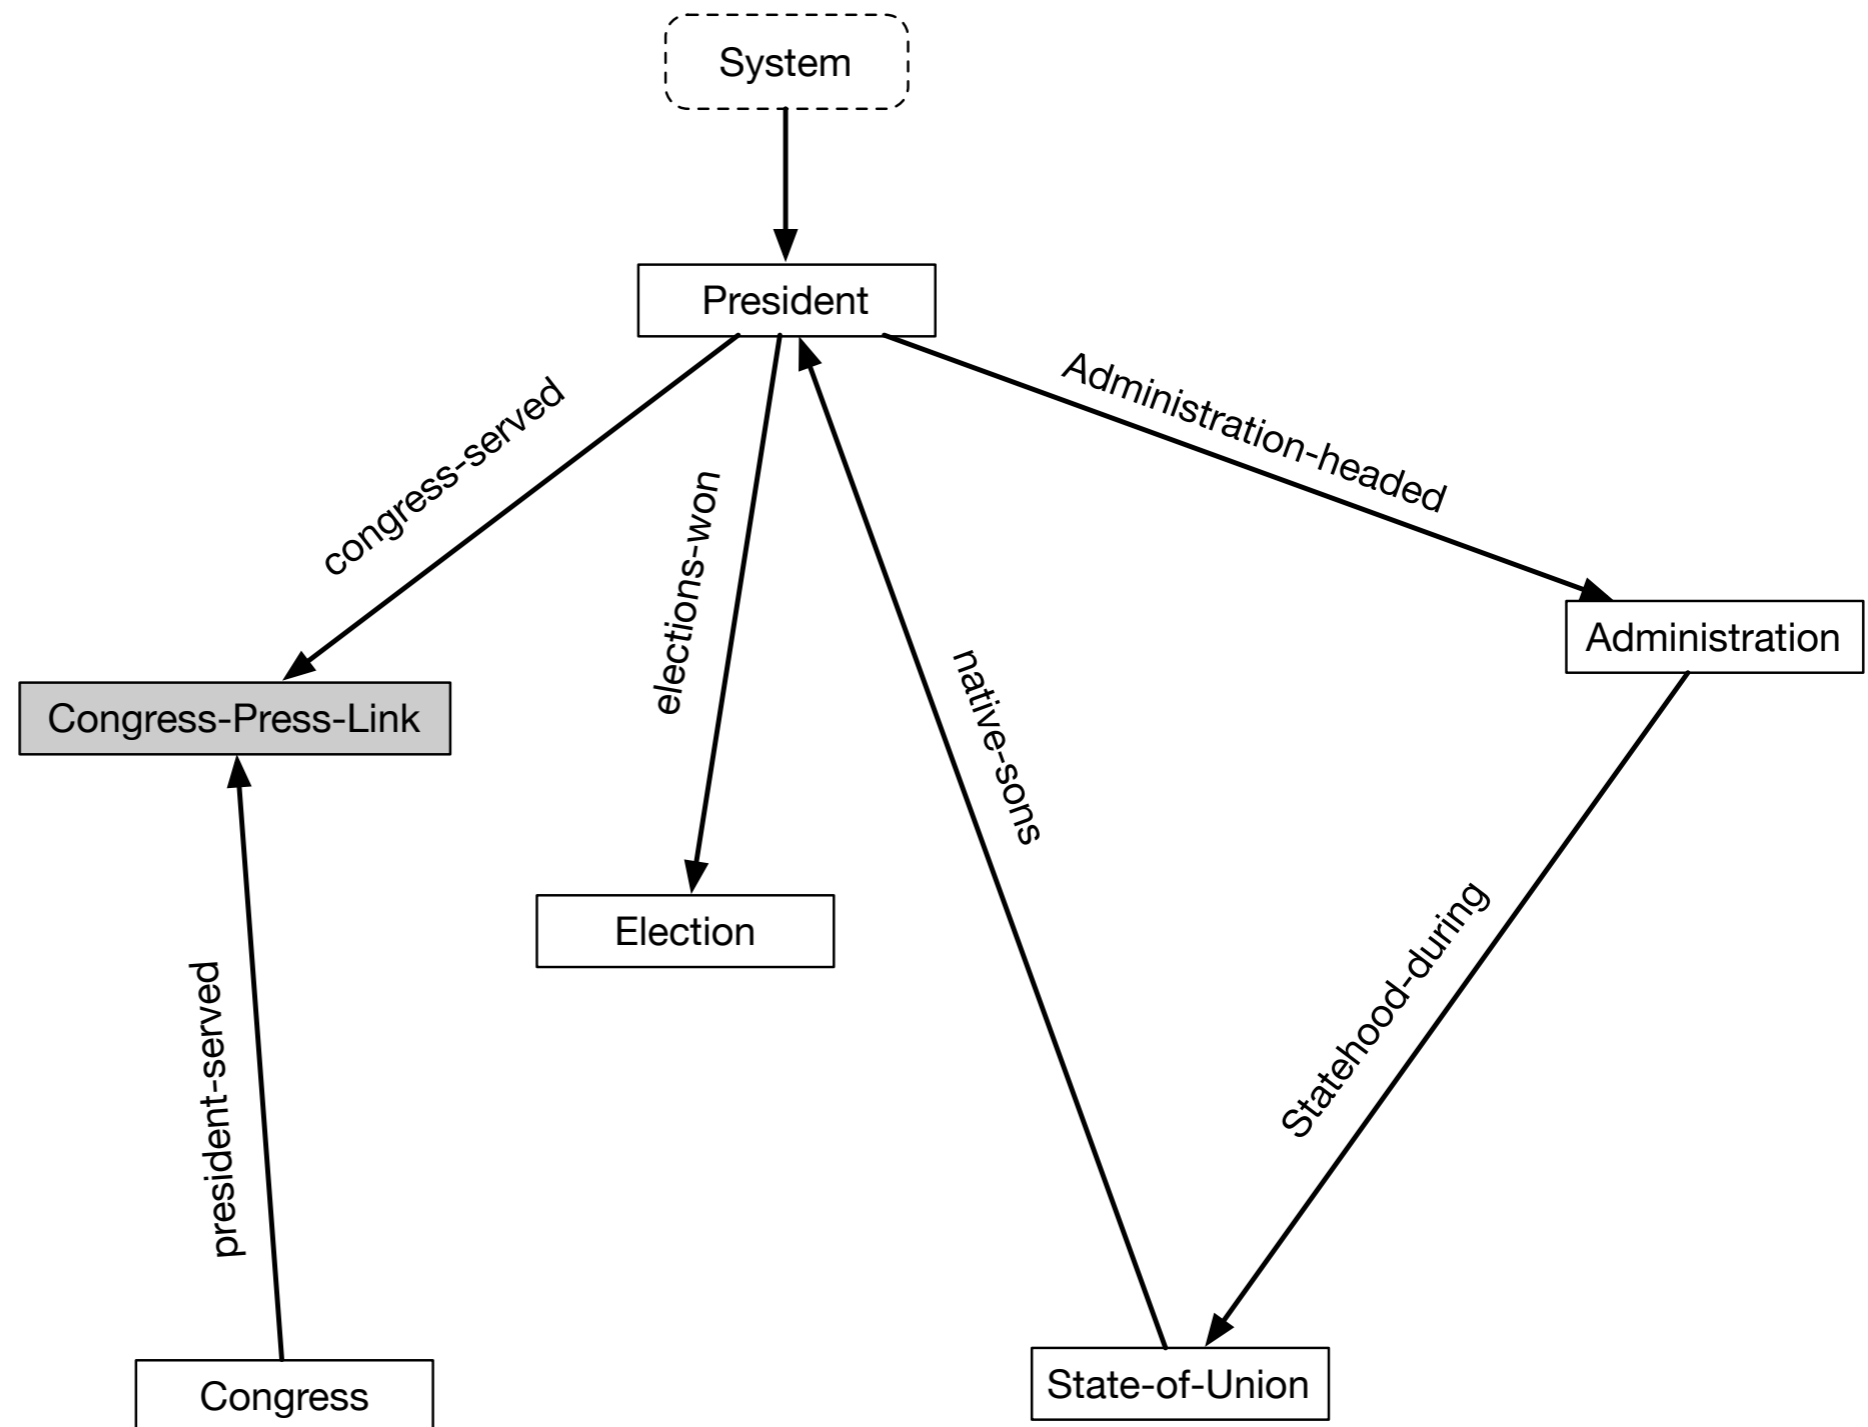 System
President
congress-served
elections-won
Administration-headed
native-sons
Administration
Congress-Press-Link
Election
president-served
Statehood-during
Congress
State-of-Union